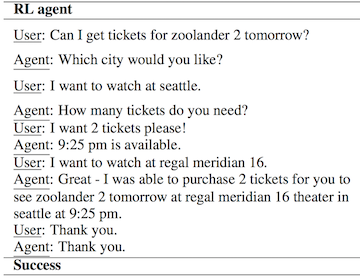 RL agent
User: Can I get tickets for zoolander 2 tomorrow?
Agent: Which city would you like?
User: I want to watch at seattle.
Agent: How many tickets do you need?
User: I want 2 tickets please!
Agent: 9:25 pm is available.
User: I want to watch at regal meridian 16.
Agent: Great - I was able to purchase 2 tickets for you to
see zoolander 2 tomorrow at regal meridian 16 theater in
seattle at 9:25 pm.
User: Thank you.
Agent: Thank you.
Success